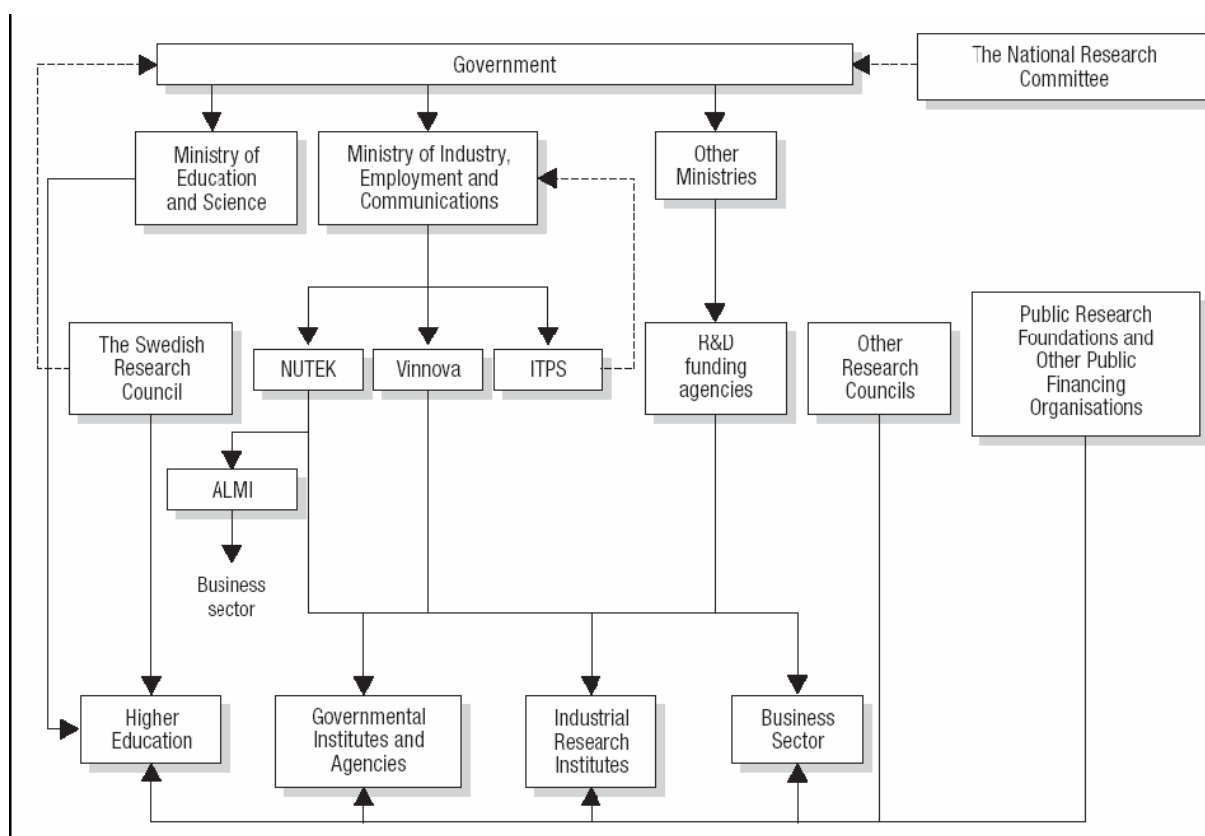 Government
The National Research
Committee
Ministry of
Education
and Science
Ministry of Industry,
Employment and
Communications
Other
Ministries
The Swedish
Research
Council
NUTEK
Vinnova
ITPS
R&D
funding
agencies
Other
Research
Councils
Public Research
Foundations and
Other Public
Financing
Organisations
ALMI
Business
sector
Higher
Education
Governmental
Institutes and
Agencies
Industrial
Research
Institutes
Business
Sector